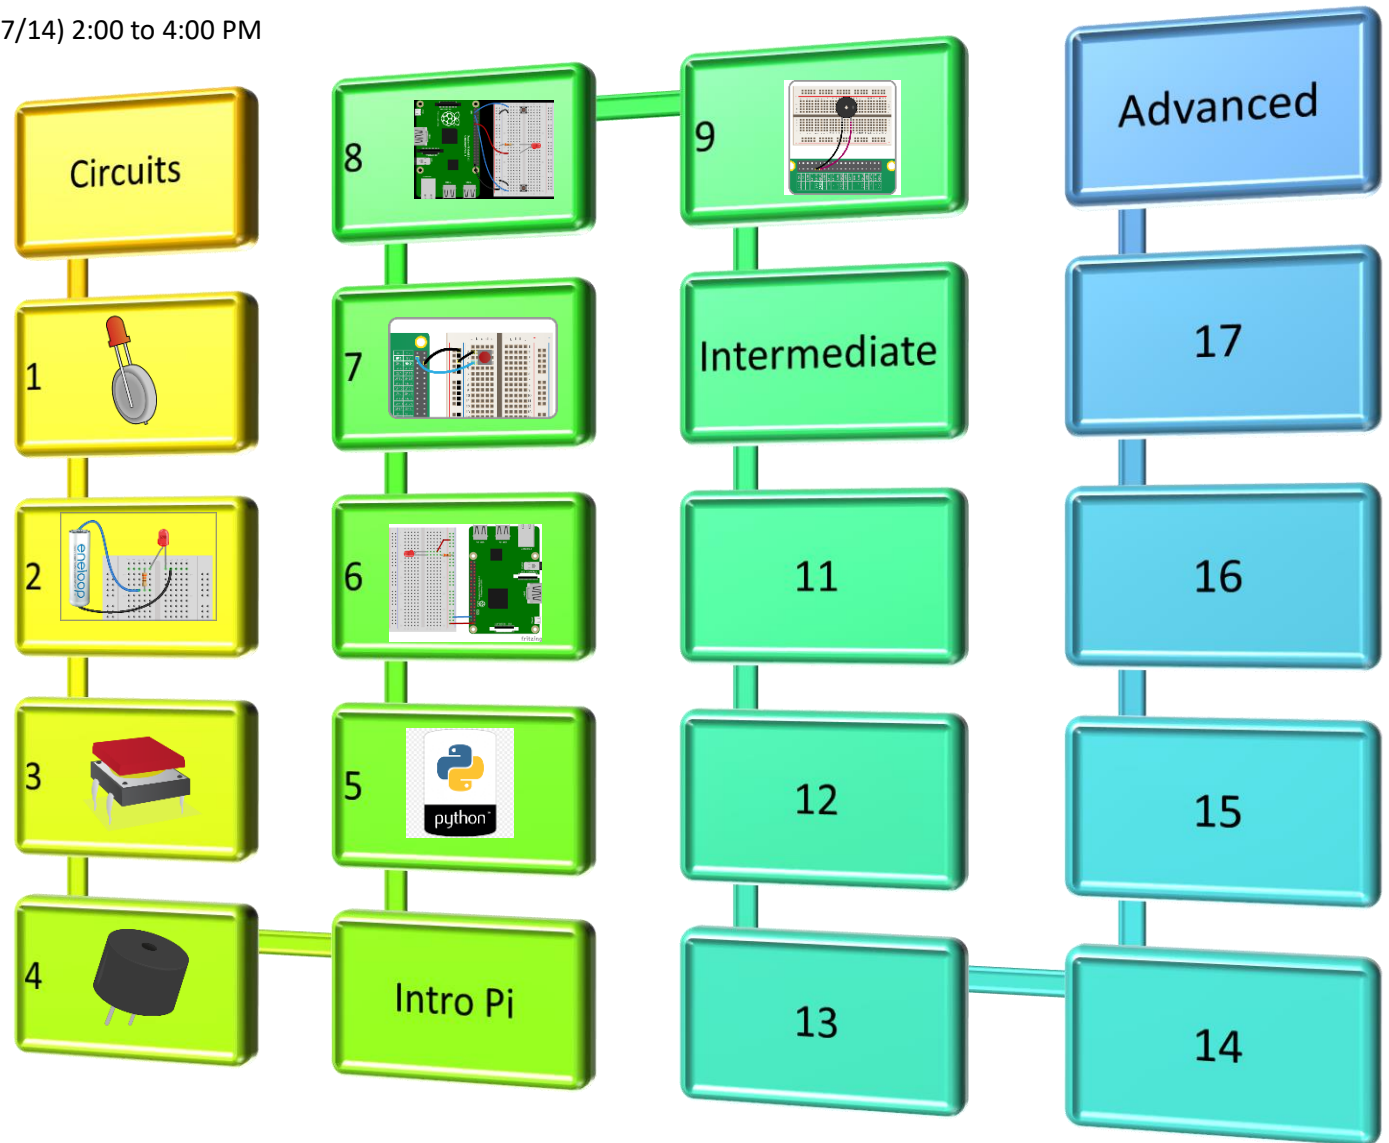 7/14) 2:00 to 4:00 PM
Circuits
1
2
eneloop
3
4
Intro Pi
5
python
6
fritzing
7
8
9
Intermediate
11
12
13
14
15
16
17
Advanced